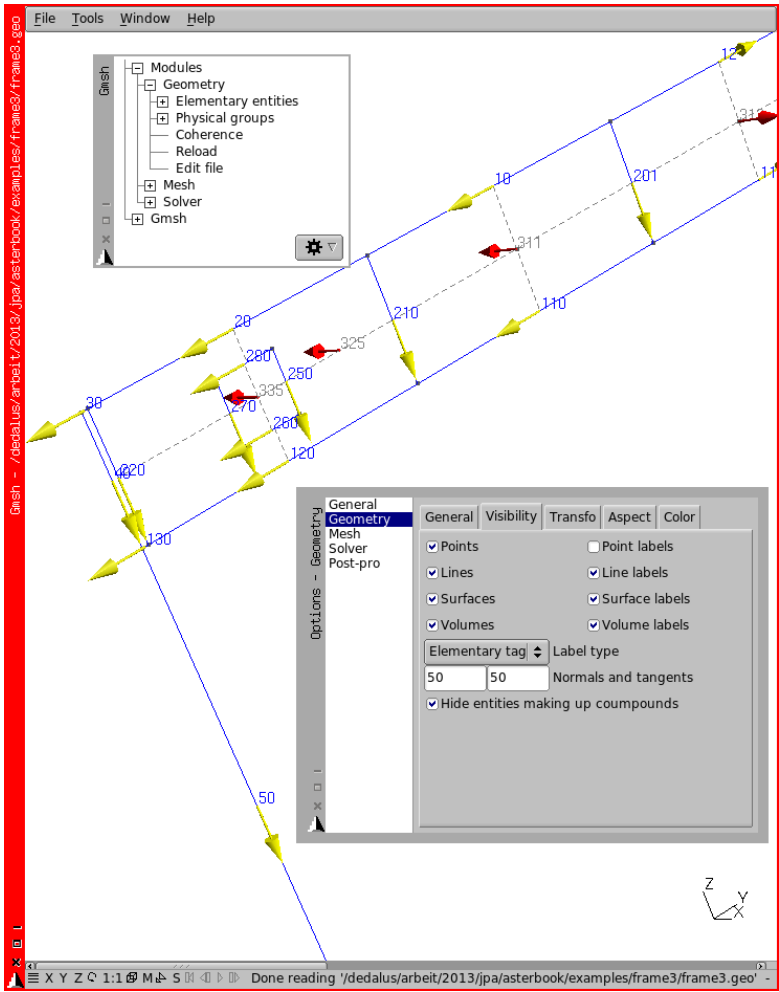 Gmsh - /dedalus/arbeit/2013/jpa/asterbook/examples/frame3/frame3.geo
File Tools Window Help
Gmsh
Modules
Geometry
Elementary entities
Physical groups
Coherence
Reload
Edit file
Mesh
Solver
Gmsh
12
10
201
311
110
210
20
325
280
250
335
270
260
120
30
220
130
50
Options - Geometry
General
Geometry
Mesh
Solver
Post-pro
General Visibility Transfo Aspect Color
Points Point labels
Lines Line labels
Surfaces Surface labels
Volumes Volume labels
Elementary tag Label type
50 50 Normals and tangents
Hide entities making up coumpounds
Z
Y
X
X Y Z 1:1 M S Done reading '/dedalus/arbeit/2013/jpa/asterbook/examples/frame3/frame3.geo' -